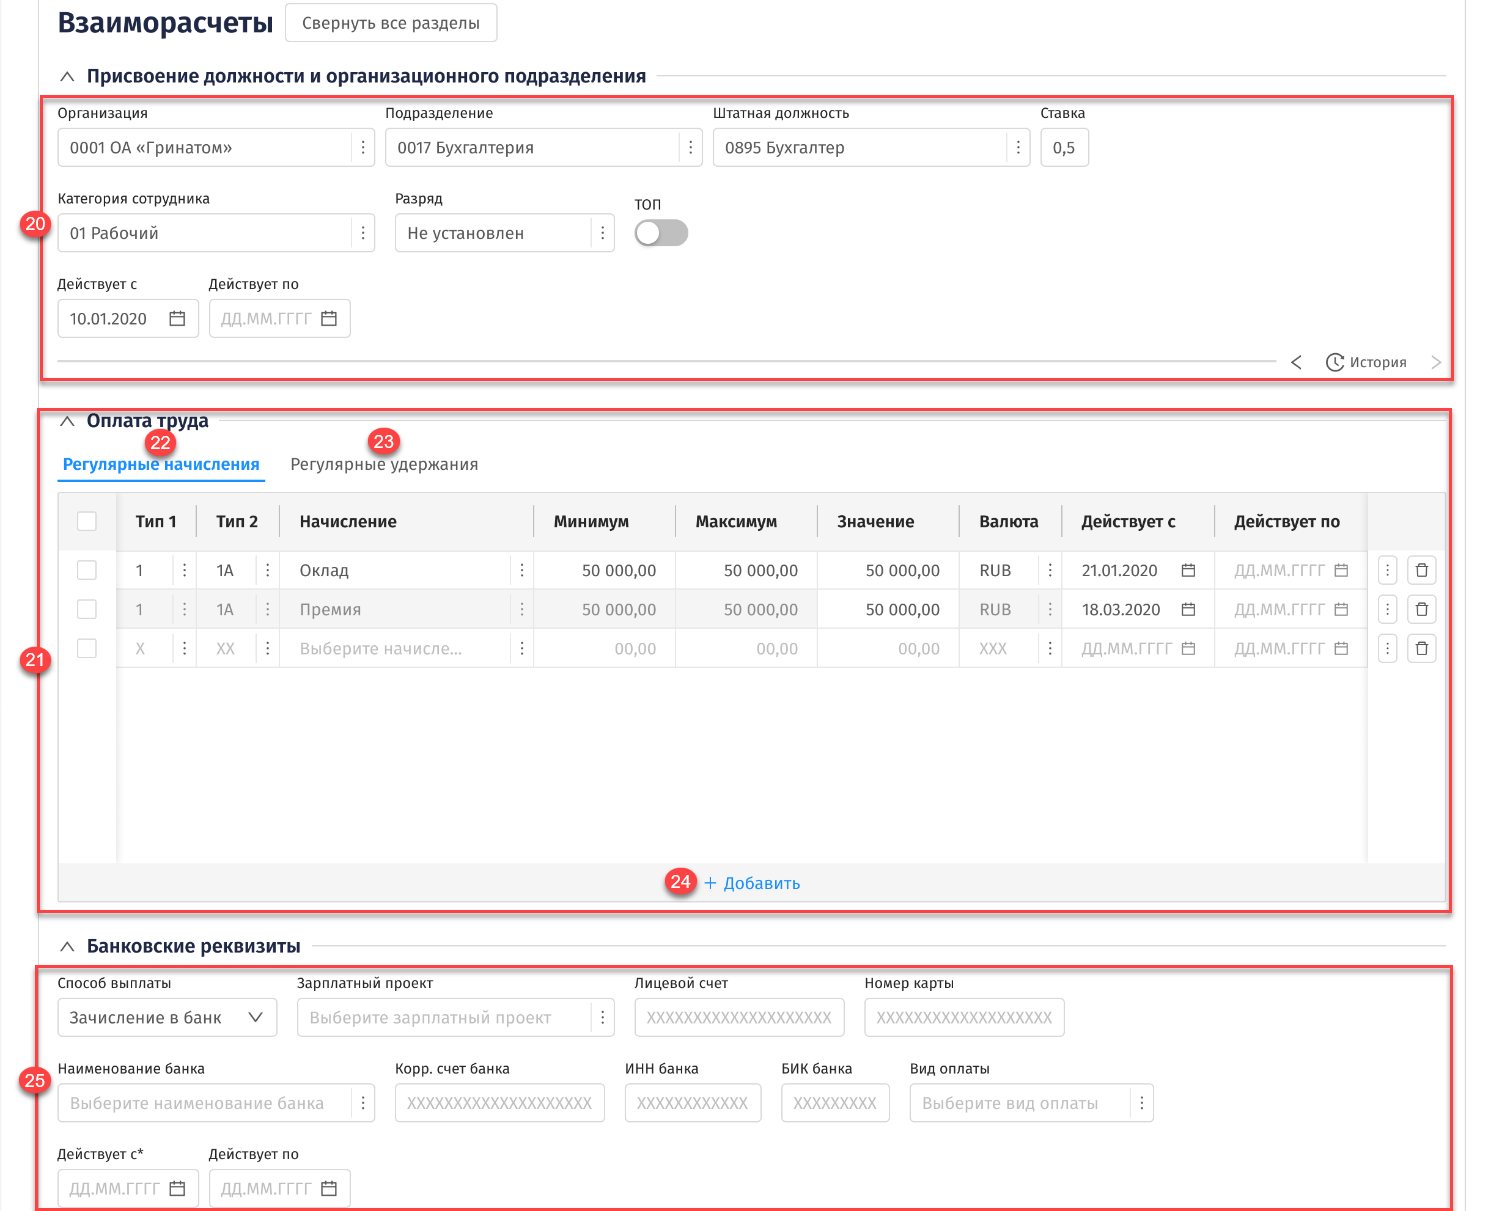 Взаиморасчеты Свернуть все разделы
Присвоение должности и организационного подразделения
Организация Подразделение Штатная должность Ставка
0001 ОА «Гринатом» 0017 Бухгалтерия 0895 Бухгалтер 0,5
Категория сотрудника Разряд ТОП
20
01 Рабочий Не установлен
Действует с Действует по
10.01.2020 ДД.ММ.ГГГГ
История
Оплата труда
22 23
Регулярные начисления Регулярные удержания
Тип 1 Тип 2 Начисление Минимум Максимум Значение Валюта Действует с Действует по
1 1А Оклад 50 000,00 50 000,00 50 000,00 RUB 21.01.2020 ДД.ММ.ГГГГ
1 1А Премия 50 000,00 50 000,00 50 000,00 RUB 18.03.2020 ДД.ММ.ГГГГ
X XX Выберите начисле... 00,00 00,00 00,00 XXX ДД.ММ.ГГГГ ДД.ММ.ГГГГ
21
24 + Добавить
Банковские реквизиты
Способ выплаты Зарплатный проект Лицевой счет Номер карты
Зачисление в банк Выберите зарплатный проект XXXXXXXXXXXXXXXXXXXX XXXXXXXXXXXXXXXXXXX
Наименование банка Корр. счет банка ИНН банка БИК банка Вид оплаты
25
Выберите наименование банка XXXXXXXXXXXXXXXXXXXX XXXXXXXXXXXX XXXXXXXXX Выберите вид оплаты
Действует с* Действует по
ДД.ММ.ГГГГ ДД.ММ.ГГГГ